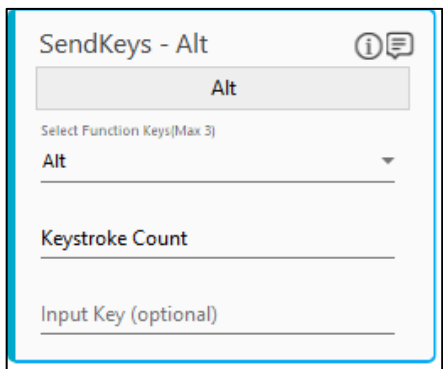 SendKeys - Alt
Alt
Select Function Keys(Max 3)
Alt
Keystroke Count
Input Key (optional)